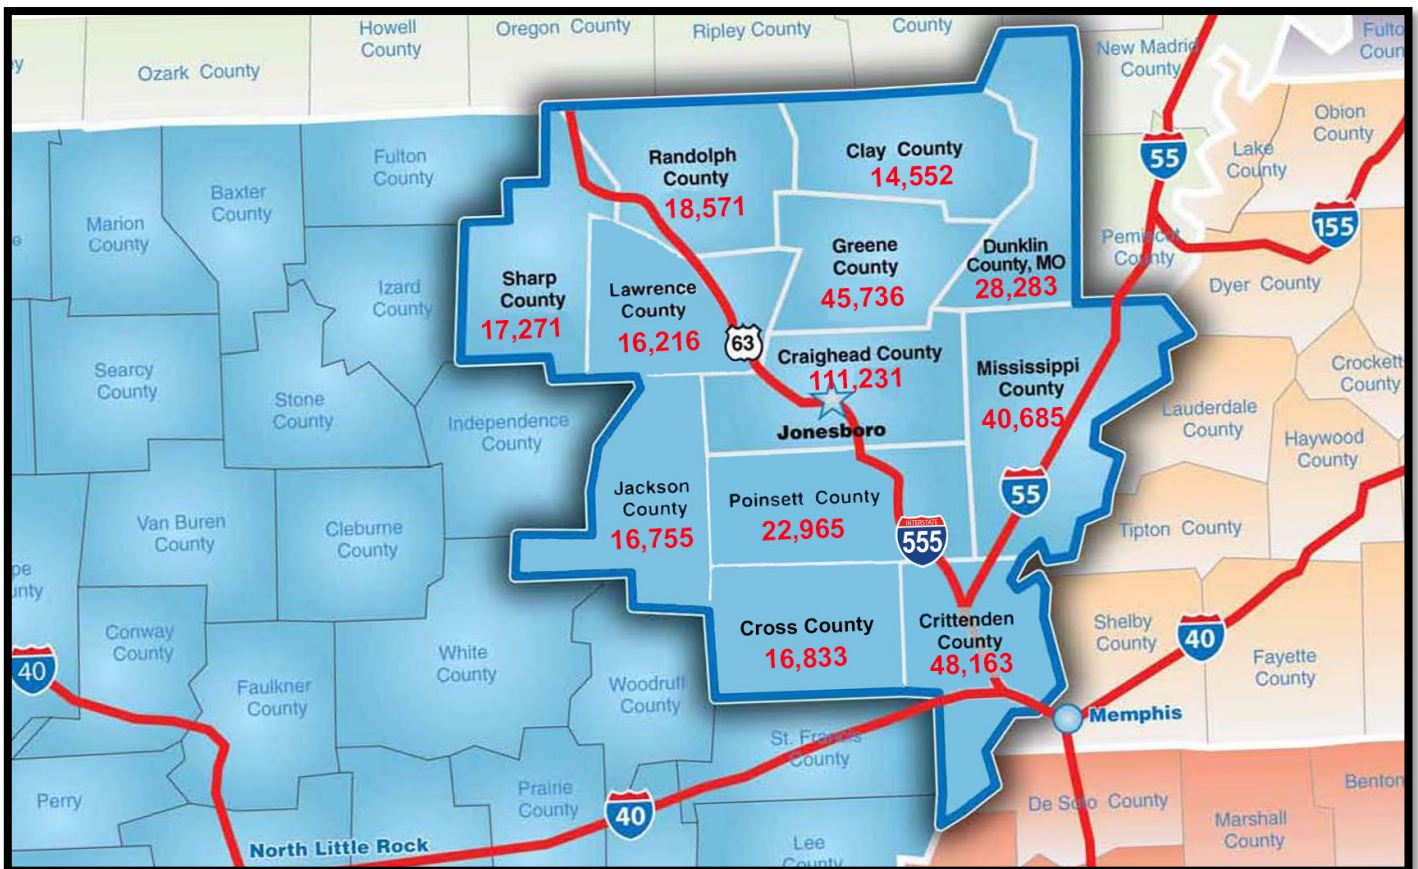 Howell
County
Oregon County
Ripley County
County
New Madrid
County
Ozark County
Obion
County
Fulton
County
Randolph
County
18,571
Clay County
14,552
55
Lake
County
Baxter
County
Marion
County
155
Greene
County
45,736
Dunklin
County, MO
28,283
Pemiscot
County
Dyer County
Izard
County
Sharp
County
17,271
Lawrence
County
16,216
63
Craighead County
111,231
Jonesboro
Mississippi
County
40,685
Crockett
County
Searcy
County
Stone
County
Independence
County
Lauderdale
County
Haywood
County
Jackson
County
16,755
Poinsett County
22,965
55
INTERSTATE
555
Van Buren
County
Cleburne
County
Tipton County
Conway
County
Cross County
16,833
Crittenden
County
48,163
Shelby
County
40
Fayette
County
40
White
County
Faulkner
County
Woodruff
County
Memphis
St. Francis
County
Perry
Prairie
County
40
De Soto County
Benton
Marshall
County
North Little Rock
Lee
County